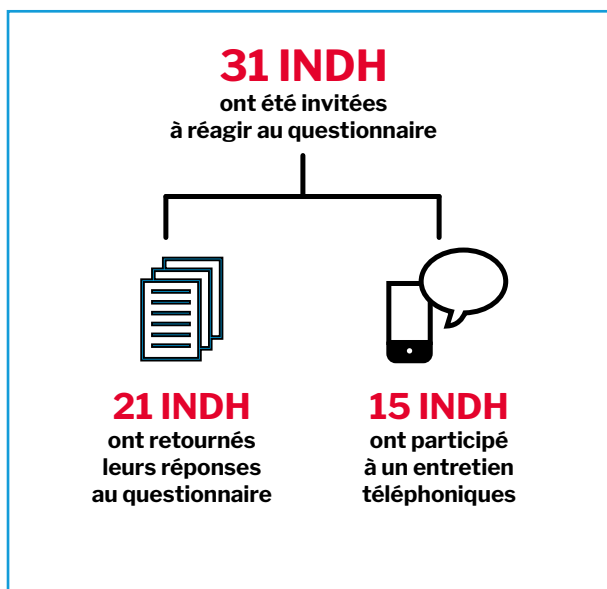 31 INDH
ont été invitées
à réagir au questionnaire
21 INDH
ont retournés
leurs réponses
au questionnaire
15 INDH
ont participé
à un entretien
téléphoniques